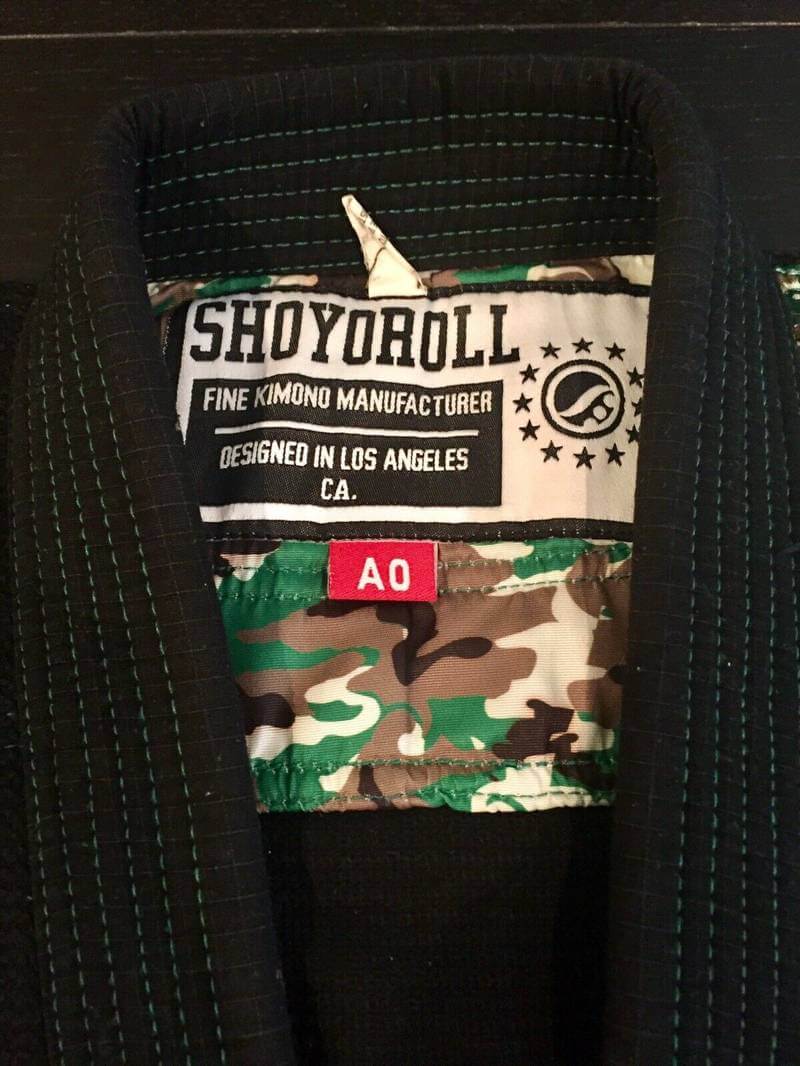 SHOYOROLL
FINE KIMONO MANUFACTURER
DESIGNED IN LOS ANGELES
CA.
A0